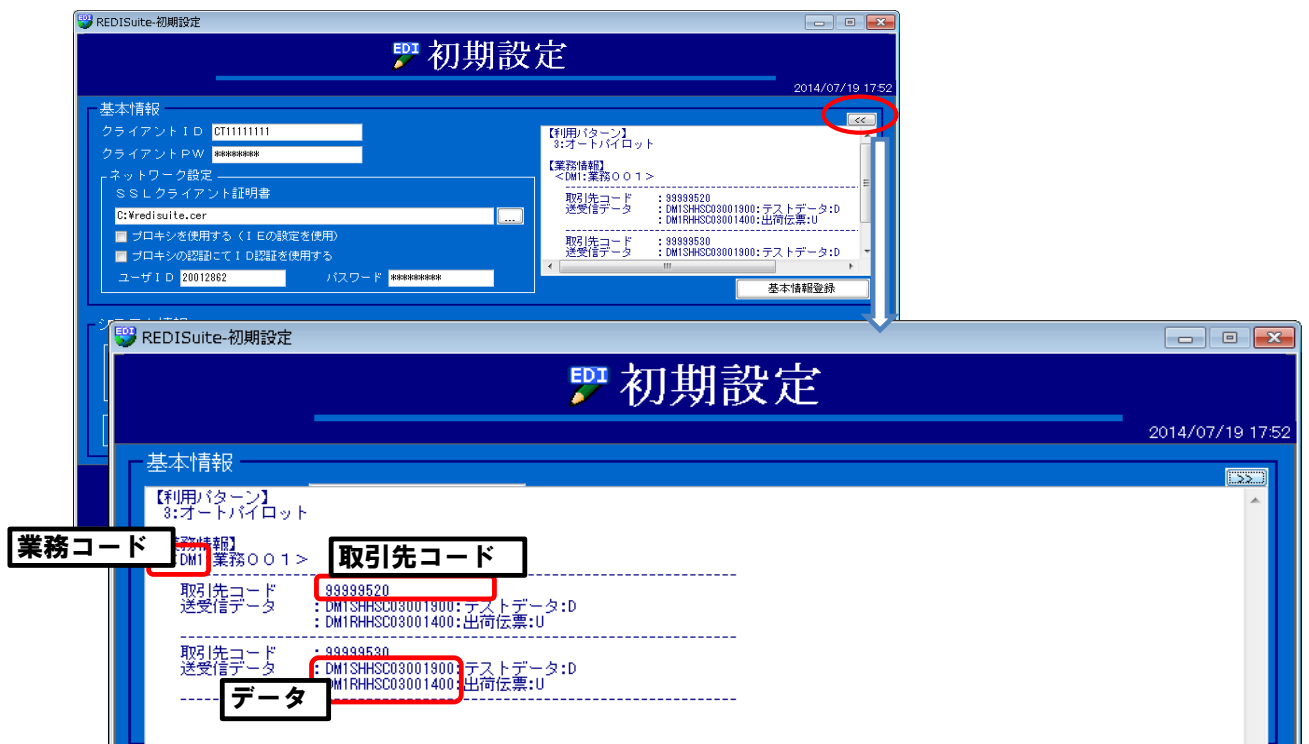 REDISuite-初期設定
EDI 初期設定
2014/07/19 17:52
基本情報
<<
クライアントＩＤ CT11111111
クライアントＰＷ ********
ネットワーク設定
ＳＳＬクライアント証明書
C:¥redisuite.cer
...
プロキシを使用する（ＩＥの設定を使用）
プロキシの認証にてＩＤ認証を使用する
ユーザＩＤ 20012862 パスワード *********
【利用パターン】
3:オートパイロット
【業務情報】
<DM1:業務００１>
取引先コード : 99999520
送受信データ : DM1SHHSC03001900:テストデータ:D
: DM1RHHSC03001400:出荷伝票:U
取引先コード : 99999530
送受信データ : DM1SHHSC03001900:テストデータ:D
基本情報登録
REDISuite-初期設定
EDI 初期設定
2014/07/19 17:52
基本情報
>>
【利用パターン】
3:オートパイロット
務情報】
<DM1:業務００１>
業務コード
取引先コード
取引先コード : 99999520
送受信データ : DM1SHHSC03001900:テストデータ:D
: DM1RHHSC03001400:出荷伝票:U
取引先コード : 99999530
送受信データ : DM1SHHSC03001900:テストデータ:D
DM1RHHSC03001400:出荷伝票:U
データ